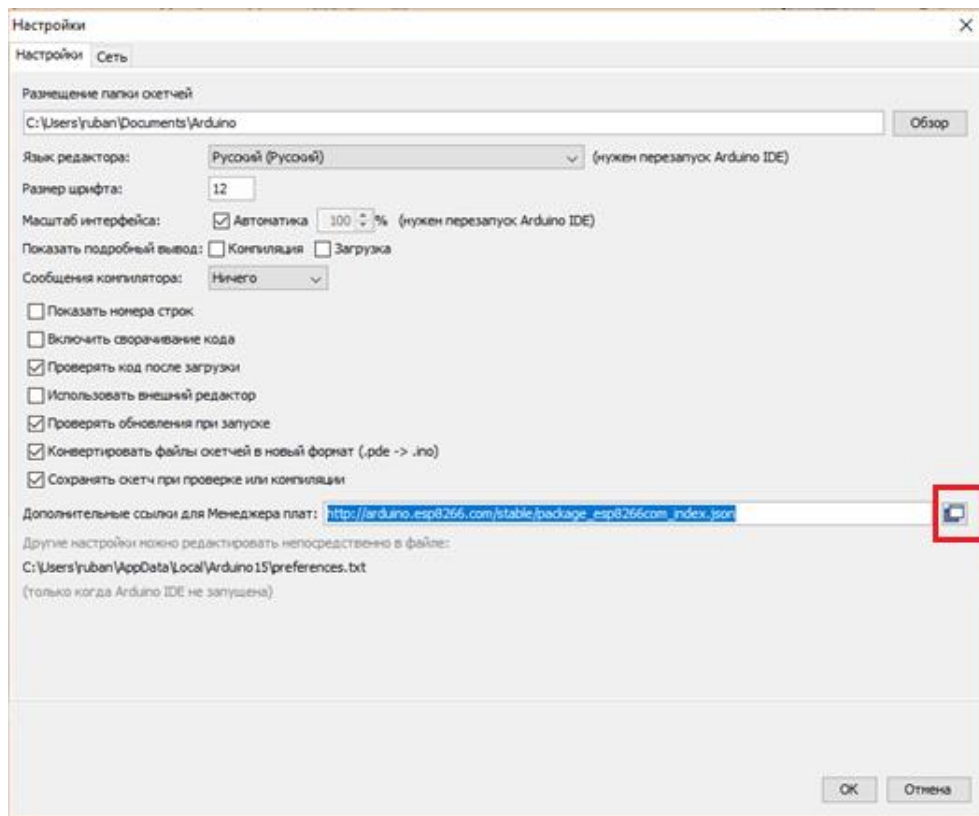 Настройки
Настройки Сеть
Размещение папки скетчей
C:\Users\ruban\Documents\Arduino Обзор
Язык редактора: Русский (Русский) (нужен перезапуск Arduino IDE)
Размер шрифта: 12
Масштаб интерфейса: Автоматика 100 % (нужен перезапуск Arduino IDE)
Показать подробный вывод: Компиляция Загрузка
Сообщения компилятора: Ничего
Показать номера строк
Включить сворачивание кода
Проверять код после загрузки
Использовать внешний редактор
Проверять обновления при запуске
Конвертировать файлы скетчей в новый формат (.pde -> .ino)
Сохранять скетч при проверке или компиляции
Дополнительные ссылки для Менеджера плат: http://arduino.esp8266.com/stable/package_esp8266com_index.json
Другие настройки можно редактировать непосредственно в файле:
C:\Users\ruban\AppData\Local\Arduino15\preferences.txt
(только когда Arduino IDE не запущена)
OK Отмена